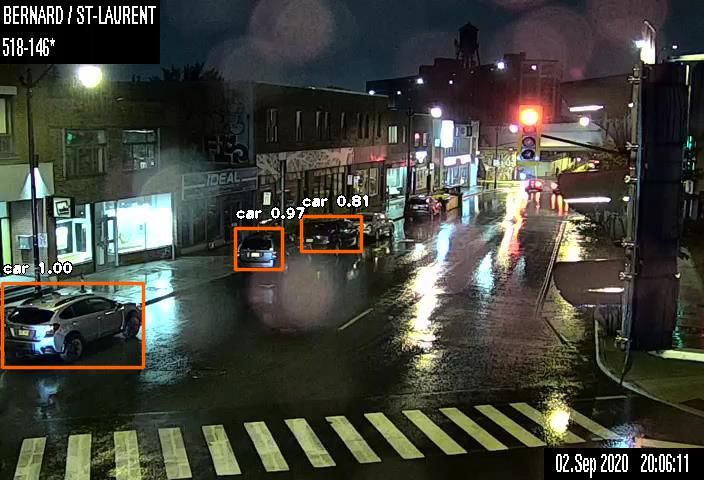 BERNARD / ST-LAURENT
518-146*
IDEAL
car 0.97
car 0.81
car 1.00
02.Sep 2020 20:06:11